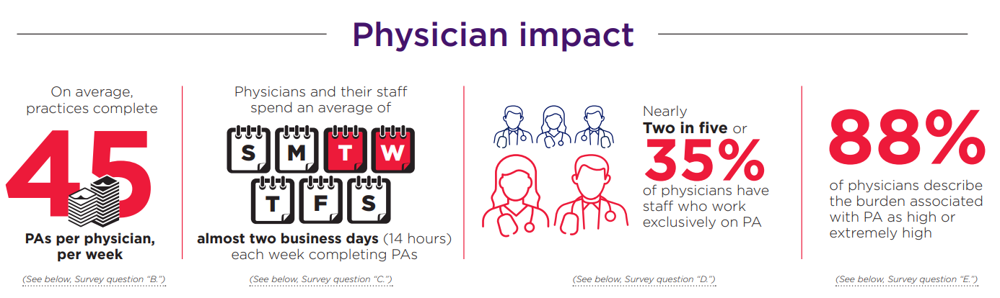 Physician impact
On average,
practices complete
45
PAs per physician,
per week
(See below, Survey question “B.”)
Physicians and their staff
spend an average of
S M T W
T F S
almost two business days (14 hours)
each week completing PAs
(See below, Survey question “C.”)
Nearly
Two in five or
35%
of physicians have
staff who work
exclusively on PA
(See below, Survey question “D.”)
88%
of physicians describe
the burden associated
with PA as high or
extremely high
(See below, Survey question “E.”)